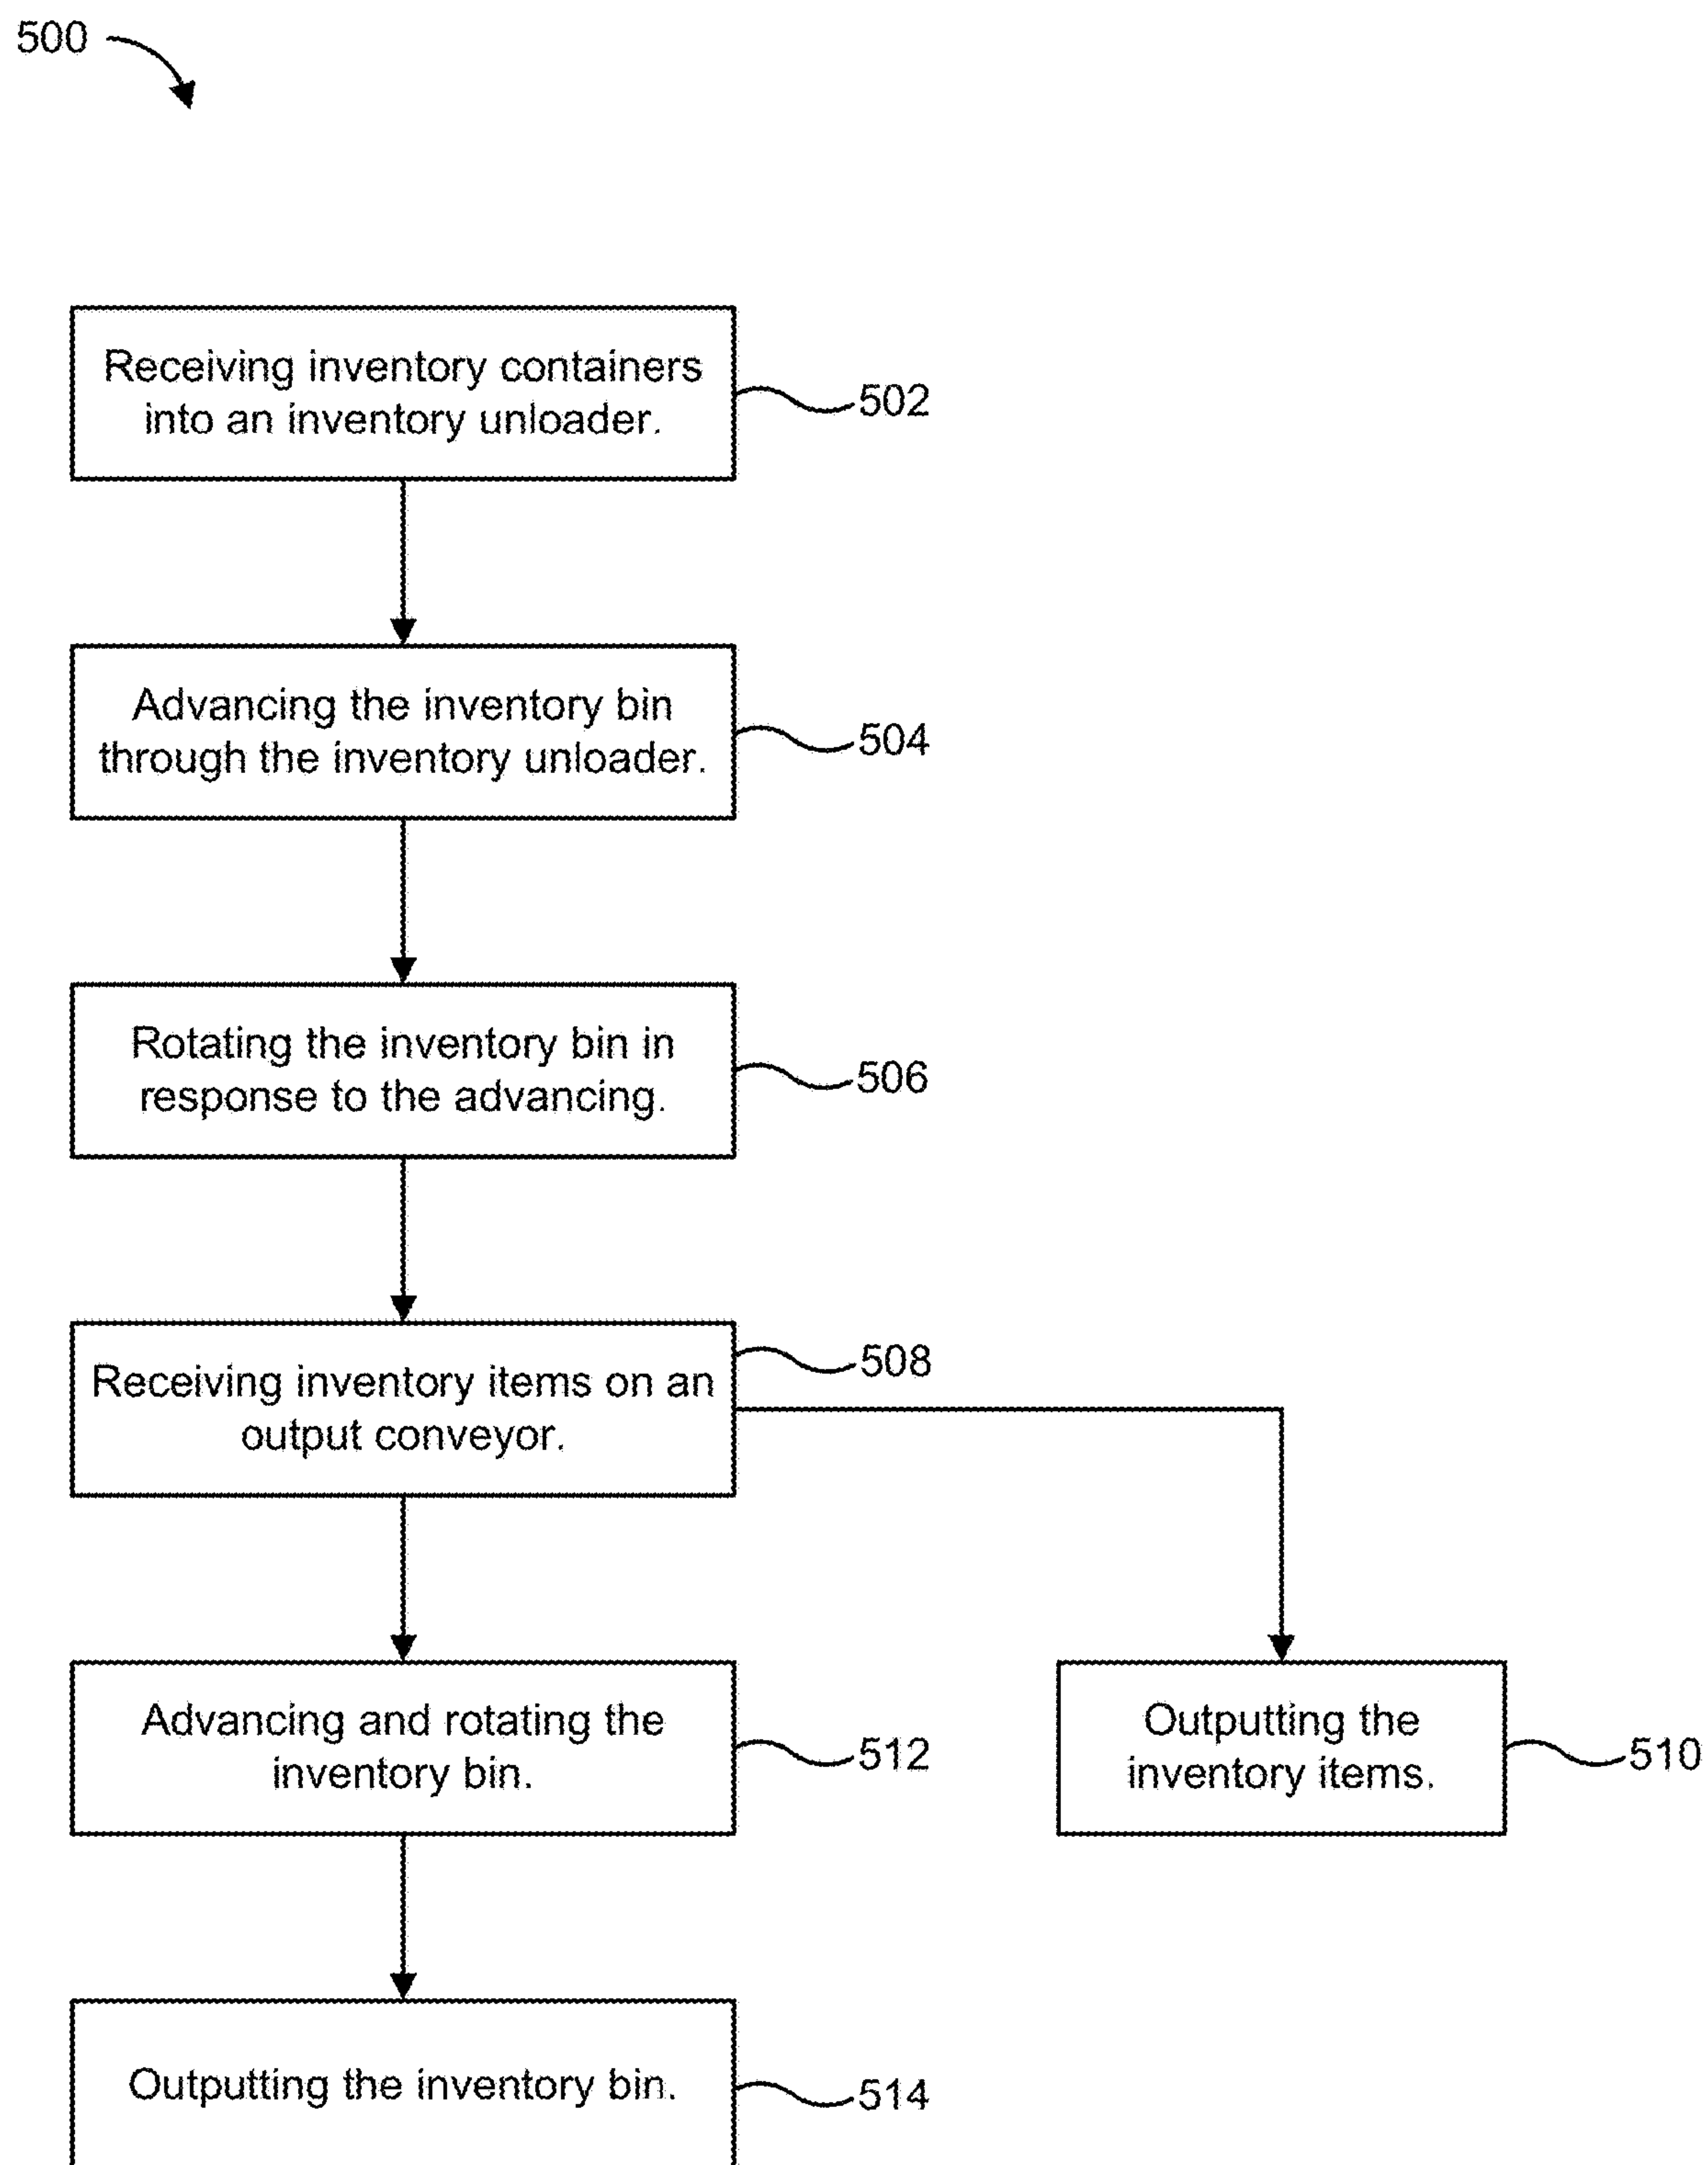 500
Receiving inventory containers
into an inventory unloader.
502
Advancing the inventory bin
through the inventory unloader.
504
Rotating the inventory bin in
response to the advancing.
506
Receiving inventory items on an
output conveyor.
508
Advancing and rotating the
inventory bin.
512
Outputting the
inventory items.
510
Outputting the inventory bin.
514